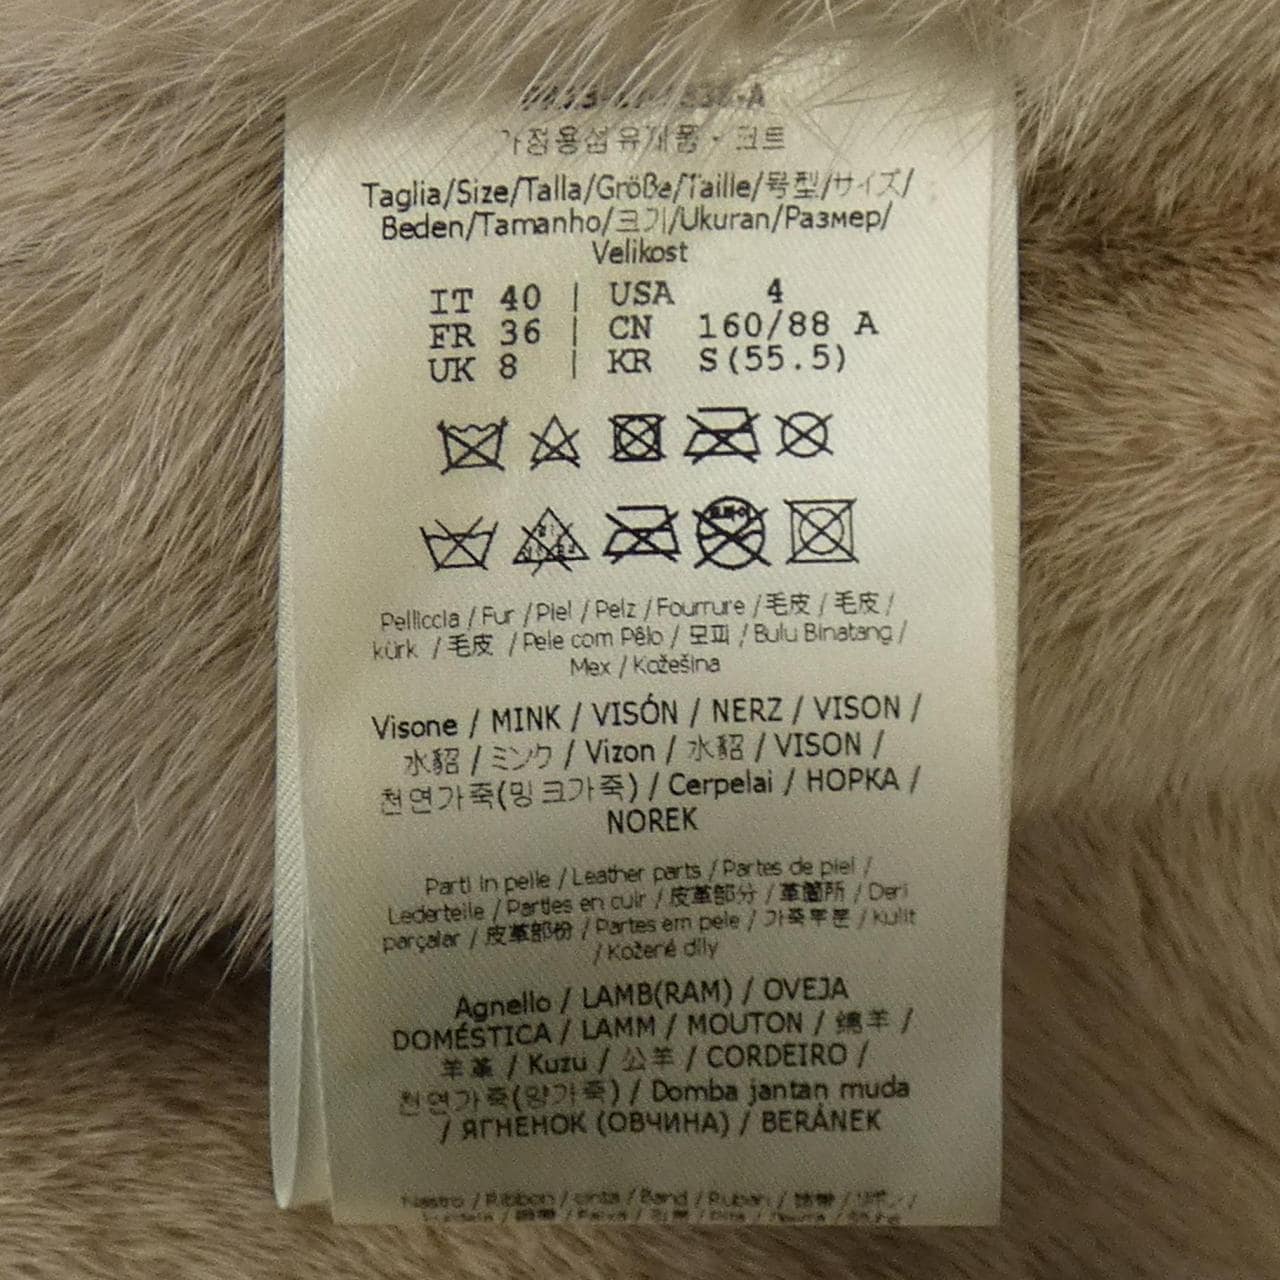 가정용섬유제품 - 코트
Taglia/Size/Talla/Größe/Taille/号型/サイズ/
Beden/Tamanho/크기/Ukuran/Размер/
Velikost
IT 40 | USA 4
FR 36 | CN 160/88 A
UK 8 | KR S(55.5)
Pelliccia / Fur / Piel / Pelz / Fourrure / 毛皮 / 毛皮 /
kürk / 毛皮 / Pele com Pêlo / 모피 / Bulu Binatang /
Mex / Kožešina
Visone / MINK / VISÓN / NERZ / VISON /
水貂 / ミンク / Vizon / 水貂 / VISON /
천연가죽(밍크가죽) / Cerpelai / НОРКА /
NOREK
Parti in pelle / Leather parts / Partes de piel /
Lederteile / Parties en cuir / 皮革部分 / 革箇所 / Deri
parçalar / 皮革部份 / Partes em pele / 가죽부분 / Kulit
/ Kožené díly
Agnello / LAMB(RAM) / OVEJA
DOMÉSTICA / LAMM / MOUTON / 绵羊 /
羊革 / Kuzu / 公羊 / CORDEIRO /
천연가죽(양가죽) / Domba jantan muda
/ ЯГНЕНОК (ОВЧИНА) / BERÁNEK
Nastro / Ribbon / cinta / Band / Ruban /